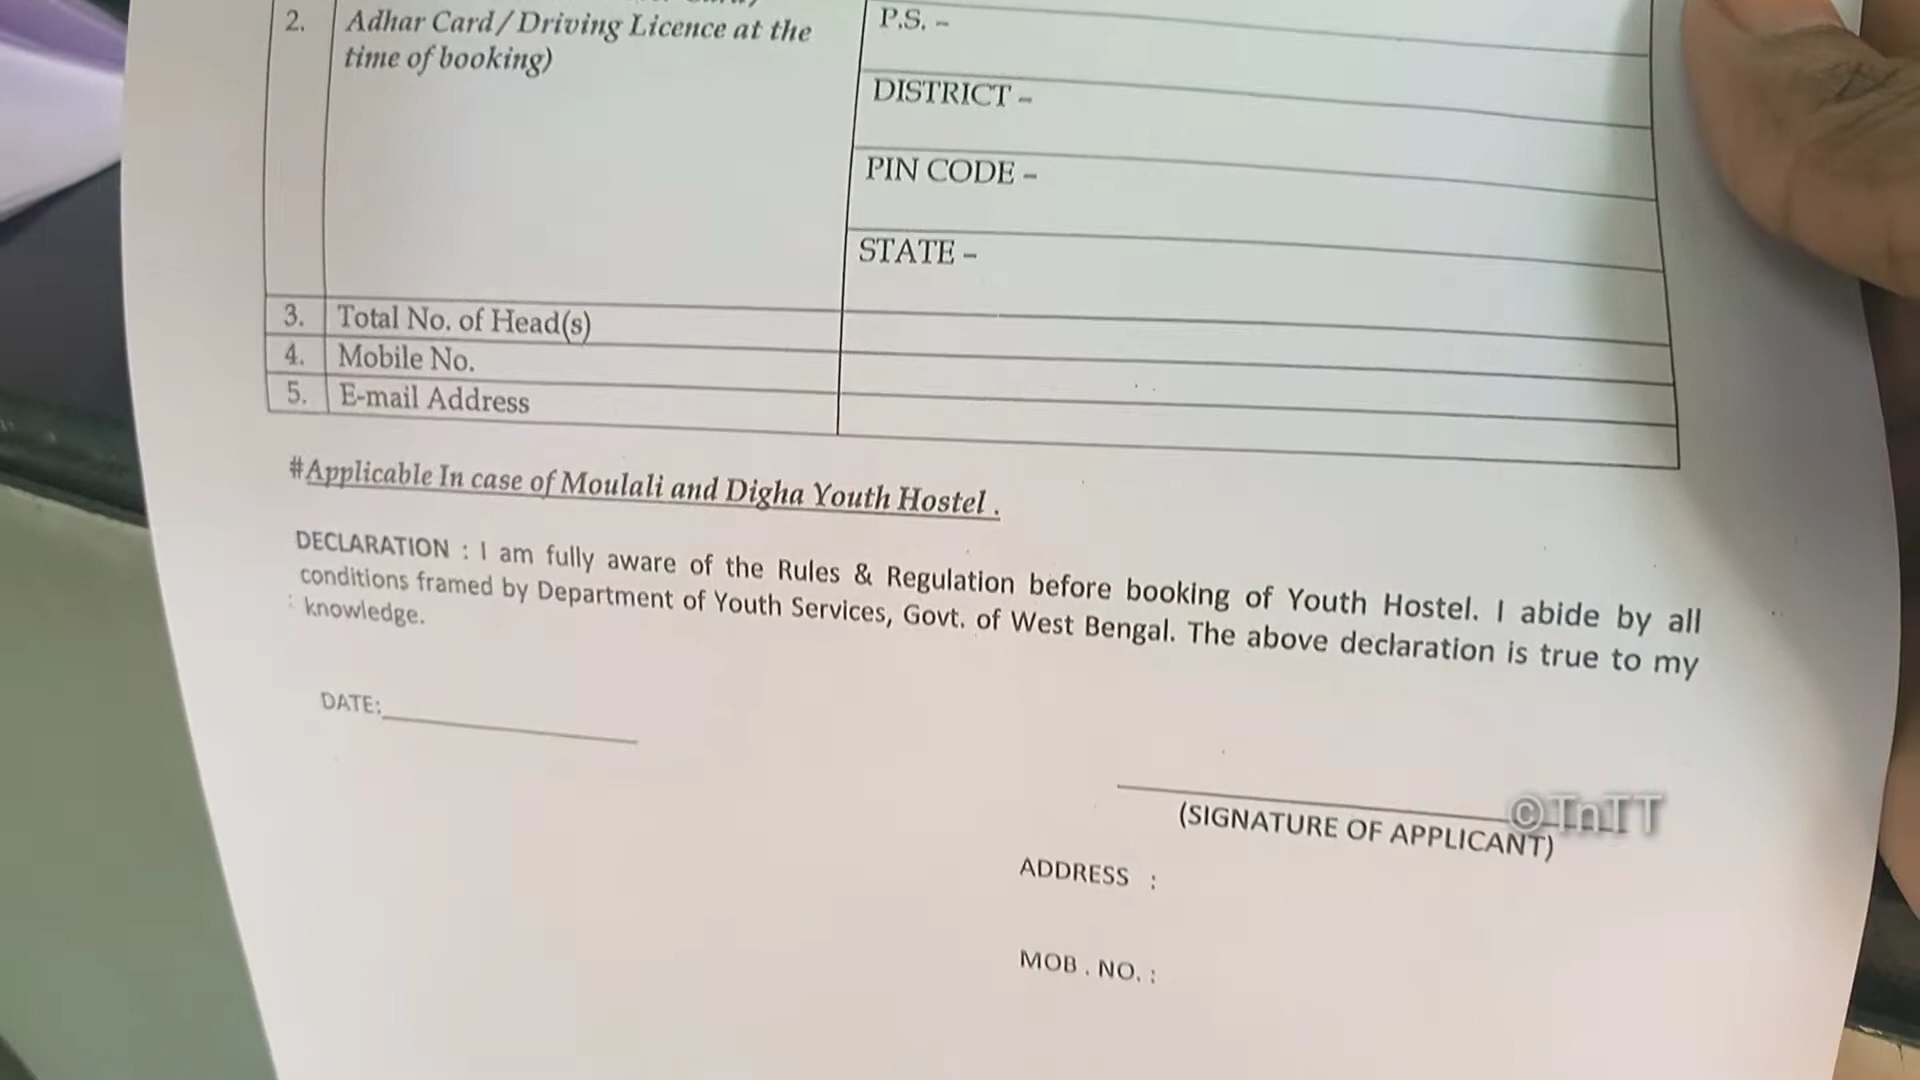 2. Adhar Card / Driving Licence at the
time of booking)
P.S. –
DISTRICT –
PIN CODE –
STATE –
3. Total No. of Head(s)
4. Mobile No.
5. E-mail Address
#Applicable In case of Moulali and Digha Youth Hostel .
DECLARATION : I am fully aware of the Rules & Regulation before booking of Youth Hostel. I abide by all
conditions framed by Department of Youth Services, Govt. of West Bengal. The above declaration is true to my
knowledge.
DATE:
(SIGNATURE OF APPLICANT)
©TnTT
ADDRESS :
MOB . NO. :